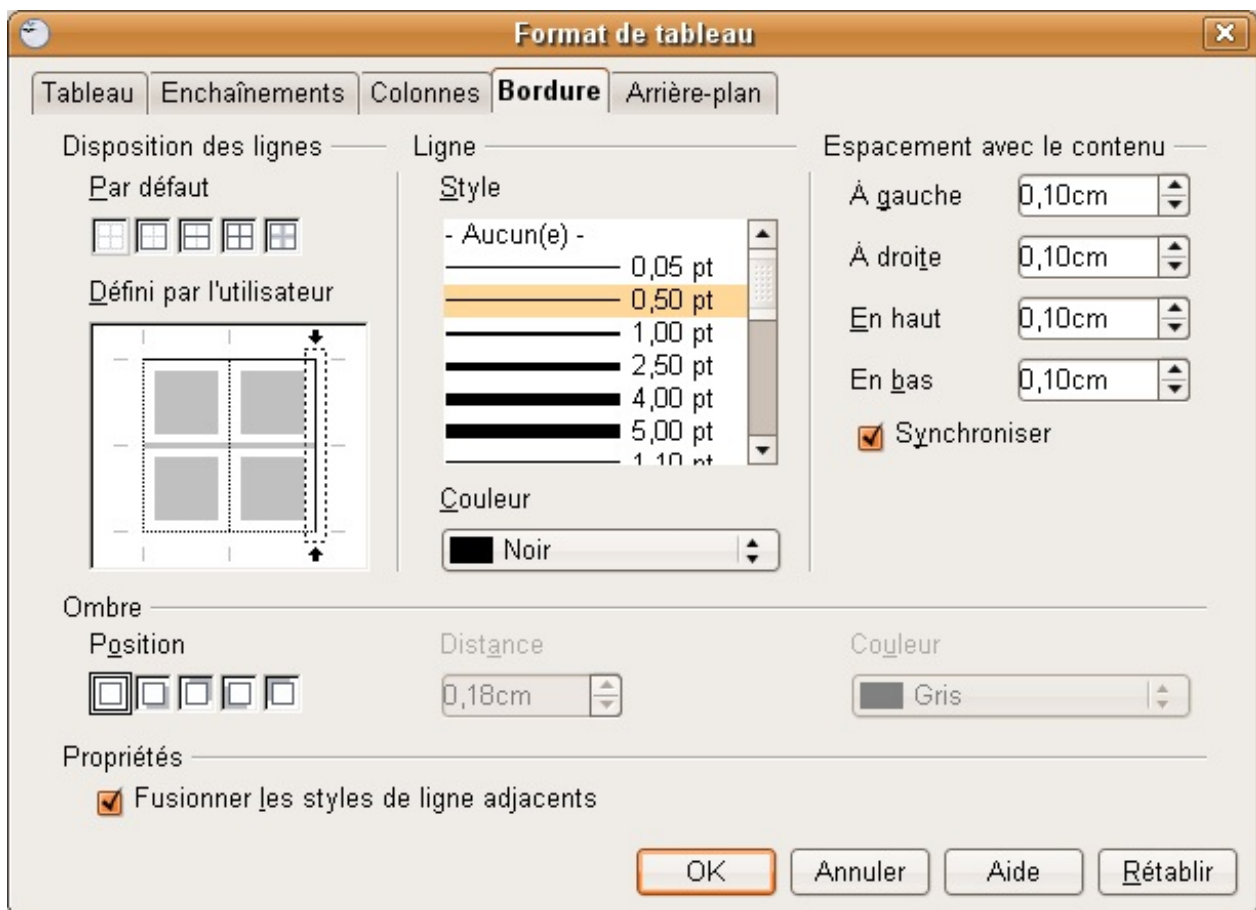 Format de tableau
Tableau Enchaînements Colonnes Bordure Arrière-plan
Disposition des lignes
Par défaut
Défini par l'utilisateur
Ligne
Style
- Aucun(e) -
0,05 pt
0,50 pt
1,00 pt
2,50 pt
4,00 pt
5,00 pt
1,10 pt
Couleur
Noir
Espacement avec le contenu
À gauche 0,10cm
À droite 0,10cm
En haut 0,10cm
En bas 0,10cm
Synchroniser
Ombre
Position
Distance
0,18cm
Couleur
Gris
Propriétés
Fusionner les styles de ligne adjacents
OK Annuler Aide Rétablir